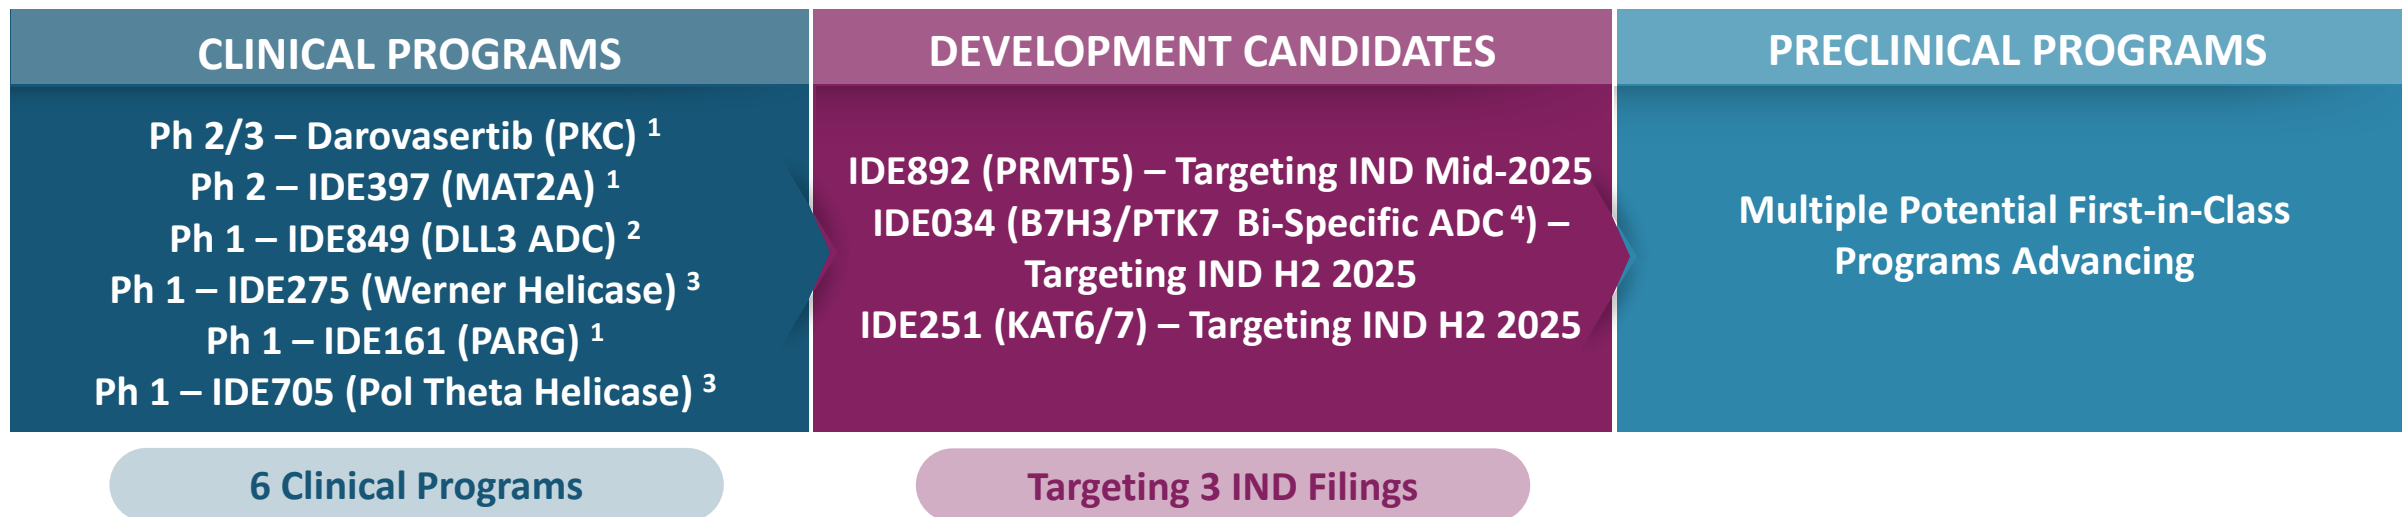 CLINICAL PROGRAMS
Ph 2/3 – Darovasertib (PKC) 1
Ph 2 – IDE397 (MAT2A) 1
Ph 1 – IDE849 (DLL3 ADC) 2
Ph 1 – IDE275 (Werner Helicase) 3
Ph 1 – IDE161 (PARG) 1
Ph 1 – IDE705 (Pol Theta Helicase) 3
6 Clinical Programs
DEVELOPMENT CANDIDATES
IDE892 (PRMT5) – Targeting IND Mid-2025
IDE034 (B7H3/PTK7 Bi-Specific ADC 4) –
Targeting IND H2 2025
IDE251 (KAT6/7) – Targeting IND H2 2025
Targeting 3 IND Filings
PRECLINICAL PROGRAMS
Multiple Potential First-in-Class
Programs Advancing